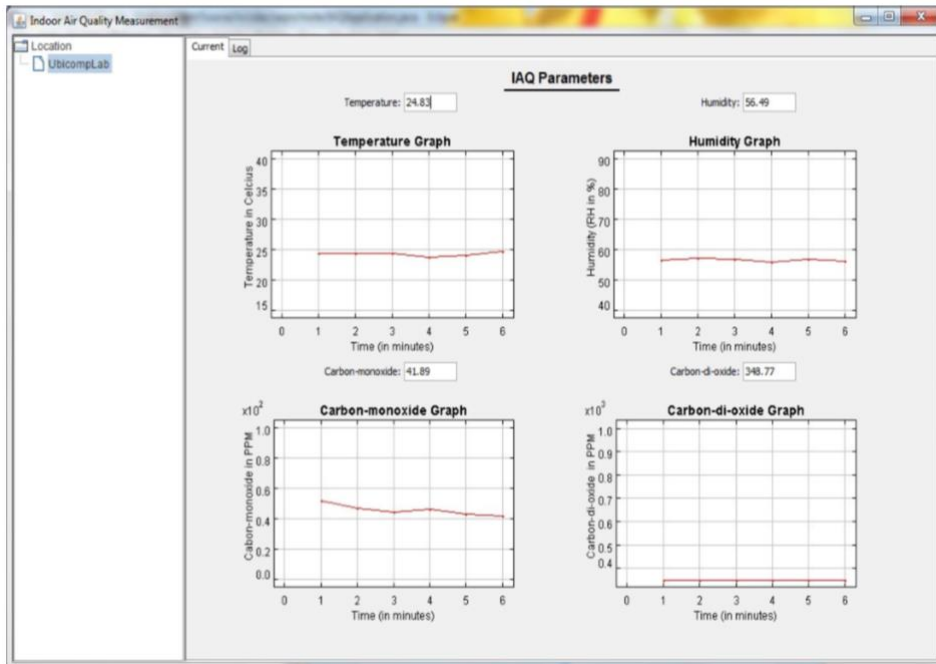 Indoor Air Quality Measurement
Location
UbicompLab
Current Log
IAQ Parameters
Temperature: 24.83
Humidity: 56.49
Temperature Graph
Temperature in Celcius
40
35
30
25
20
15
0 1 2 3 4 5 6
Time (in minutes)
Humidity Graph
Humidity (RH in %)
90
80
70
60
50
40
0 1 2 3 4 5 6
Time (in minutes)
Carbon-monoxide: 41.89
Carbon-di-oxide: 348.77
Carbon-monoxide Graph
x10²
Cabon-monoxide in PPM
1.0
0.8
0.6
0.4
0.2
0.0
0 1 2 3 4 5 6
Time (in minutes)
Carbon-di-oxide Graph
x10³
Carbon-di-oxide in PPM
1.0
0.9
0.8
0.7
0.6
0.5
0.4
0 1 2 3 4 5 6
Time (in minutes)